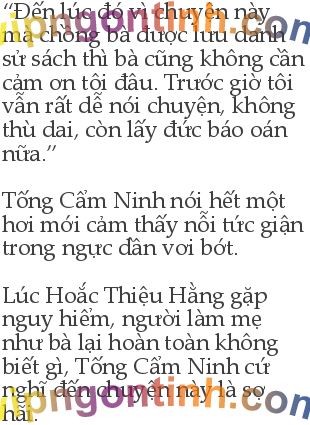 “Đến lúc đó vì chuyện này
mà chồng bà được lưu danh
sử sách thì bà cũng không cần
cảm ơn tôi đâu. Trước giờ tôi
vẫn rất dễ nói chuyện, không
thù dai, còn lấy đức báo oán
nữa.”
Tống Cẩm Ninh nói hết một
hơi mới cảm thấy nỗi tức giận
trong ngực dần vơi bớt.
Lúc Hoắc Thiệu Hằng gặp
nguy hiểm, người làm mẹ
như bà lại hoàn toàn không
biết gì, Tống Cẩm Ninh cứ
nghĩ đến chuyện này là sợ
hãi.